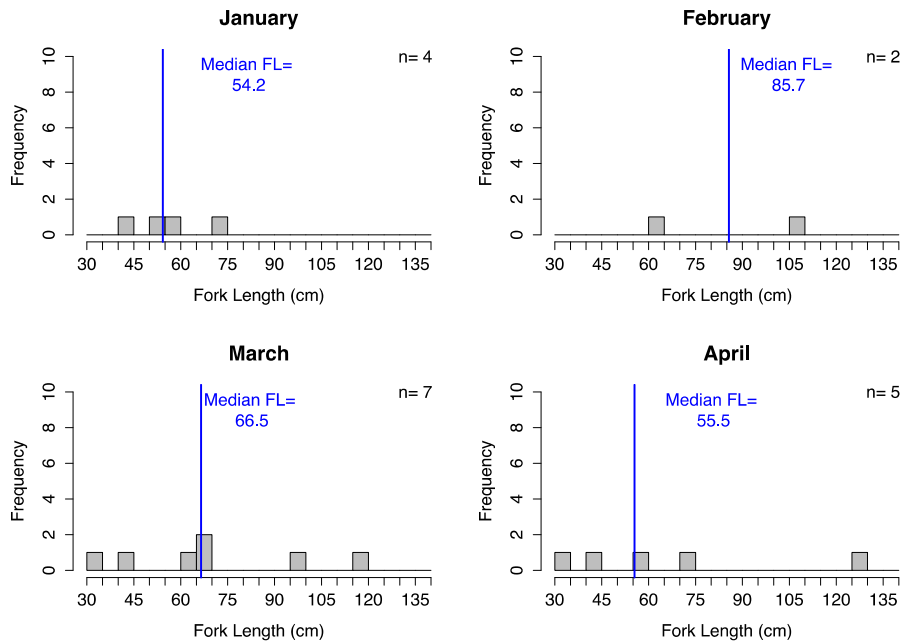 January
Median FL=
54.2
n= 4
Frequency
0 2 4 6 8 10
30 45 60 75 90 105 120 135
Fork Length (cm)
February
Median FL=
85.7
n= 2
Frequency
0 2 4 6 8 10
30 45 60 75 90 105 120 135
Fork Length (cm)
March
Median FL=
66.5
n= 7
Frequency
0 2 4 6 8 10
30 45 60 75 90 105 120 135
Fork Length (cm)
April
Median FL=
55.5
n= 5
Frequency
0 2 4 6 8 10
30 45 60 75 90 105 120 135
Fork Length (cm)